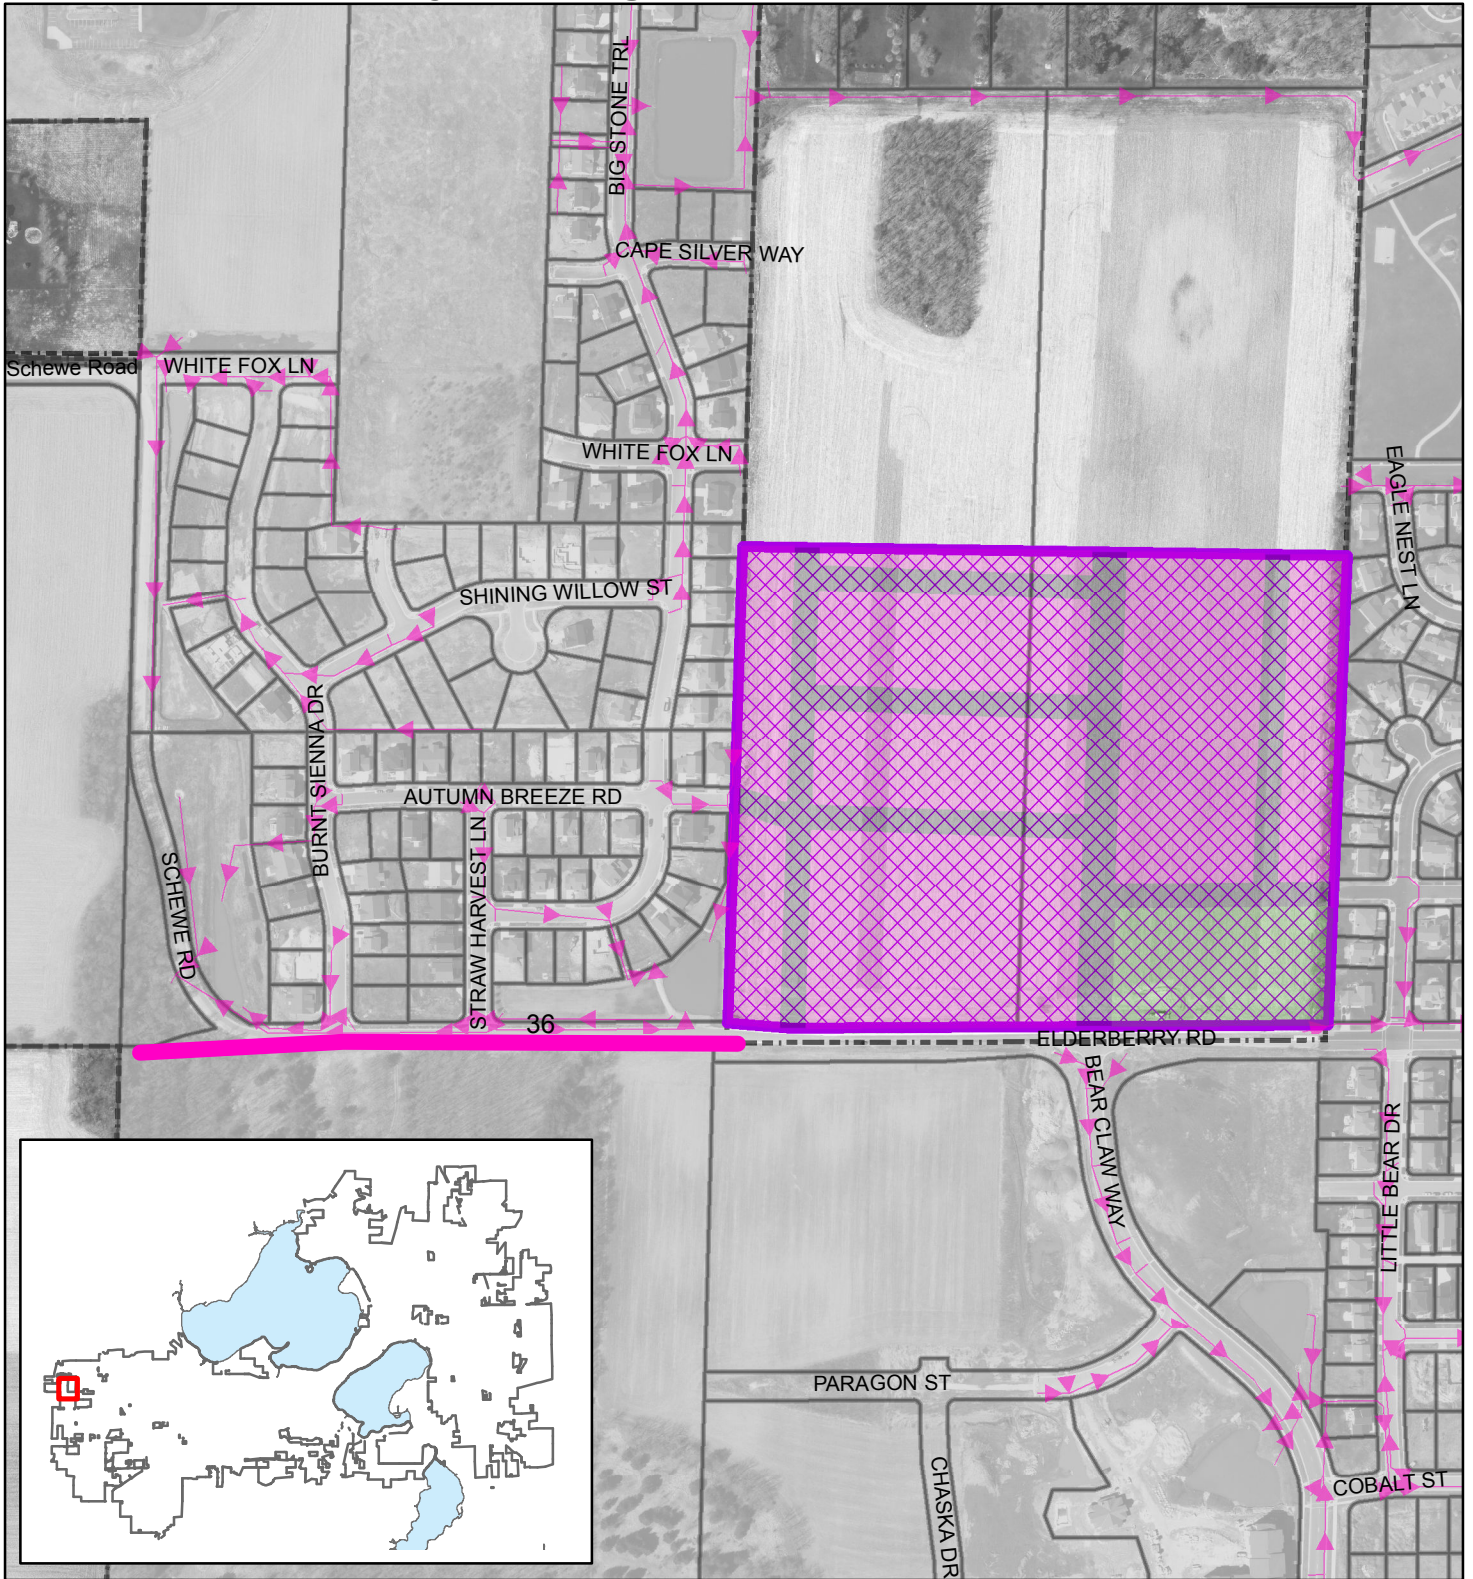 BIG STONE TRL
CAPE SILVER WAY
Schewe Road
WHITE FOX LN
WHITE FOX LN
EAGLE NEST LN
SHINING WILLOW ST
BURNT SIENNA DR
AUTUMN BREEZE RD
STRAW HARVEST LN
SCHEWE RD
36
ELDERBERRY RD
BEAR CLAW WAY
LITTLE BEAR DR
PARAGON ST
CHASKA DR
COBALT ST